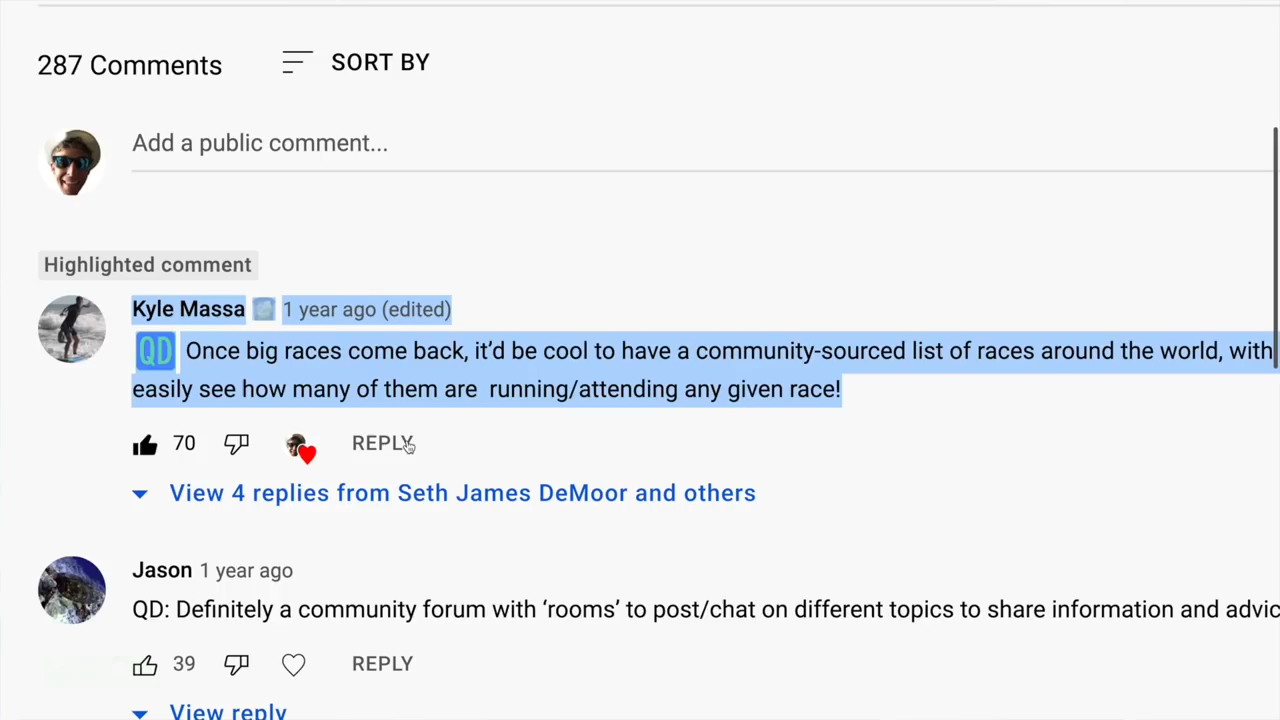 287 Comments
SORT BY
Add a public comment...
Highlighted comment
Kyle Massa 1 year ago (edited)
QD Once big races come back, it’d be cool to have a community-sourced list of races around the world, with
easily see how many of them are running/attending any given race!
70
REPLY
View 4 replies from Seth James DeMoor and others
Jason 1 year ago
QD: Definitely a community forum with ‘rooms’ to post/chat on different topics to share information and advic
39
REPLY
View reply